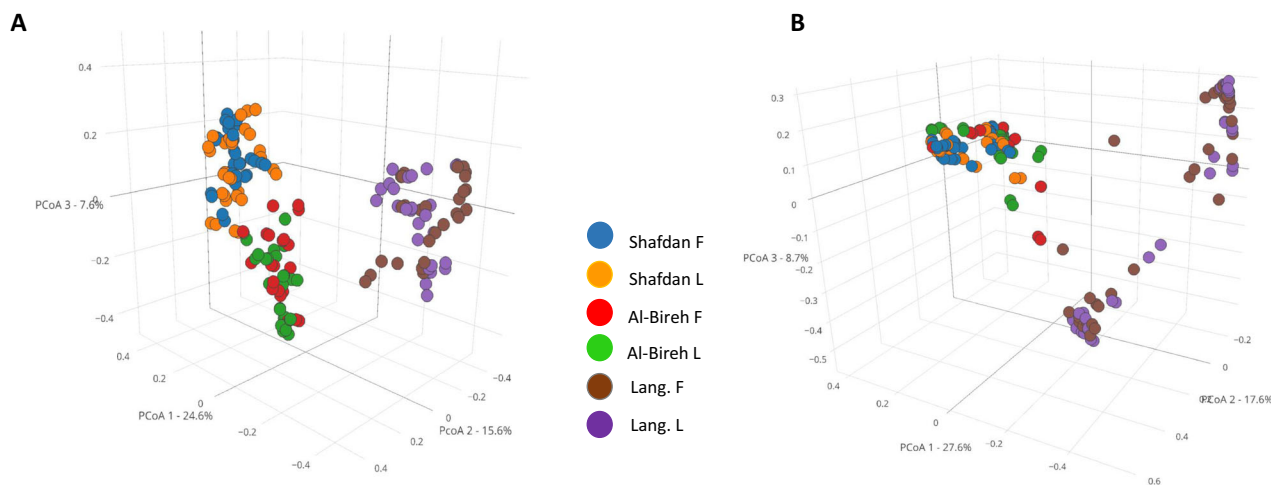 A
0.4
0.2
0
PCoA 3 - 7.6%
−0.2
−0.4
0.4
0.2
0
PCoA 1 - 24.6%
−0.2
−0.4
0.4
0
PCoA 2 - 15.6%
−0.2
−0.4
Shafdan F
Shafdan L
Al-Bireh F
Al-Bireh L
Lang. F
Lang. L
B
0.3
0.2
0.1
0
−0.1
PCoA 3 - 8.7%
−0.2
−0.3
−0.4
−0.5
0.4
0.2
0
PCoA 1 - 27.6%
−0.2
−0.4
0.6
0.4
PCoA 2 - 17.6%
0
−0.2